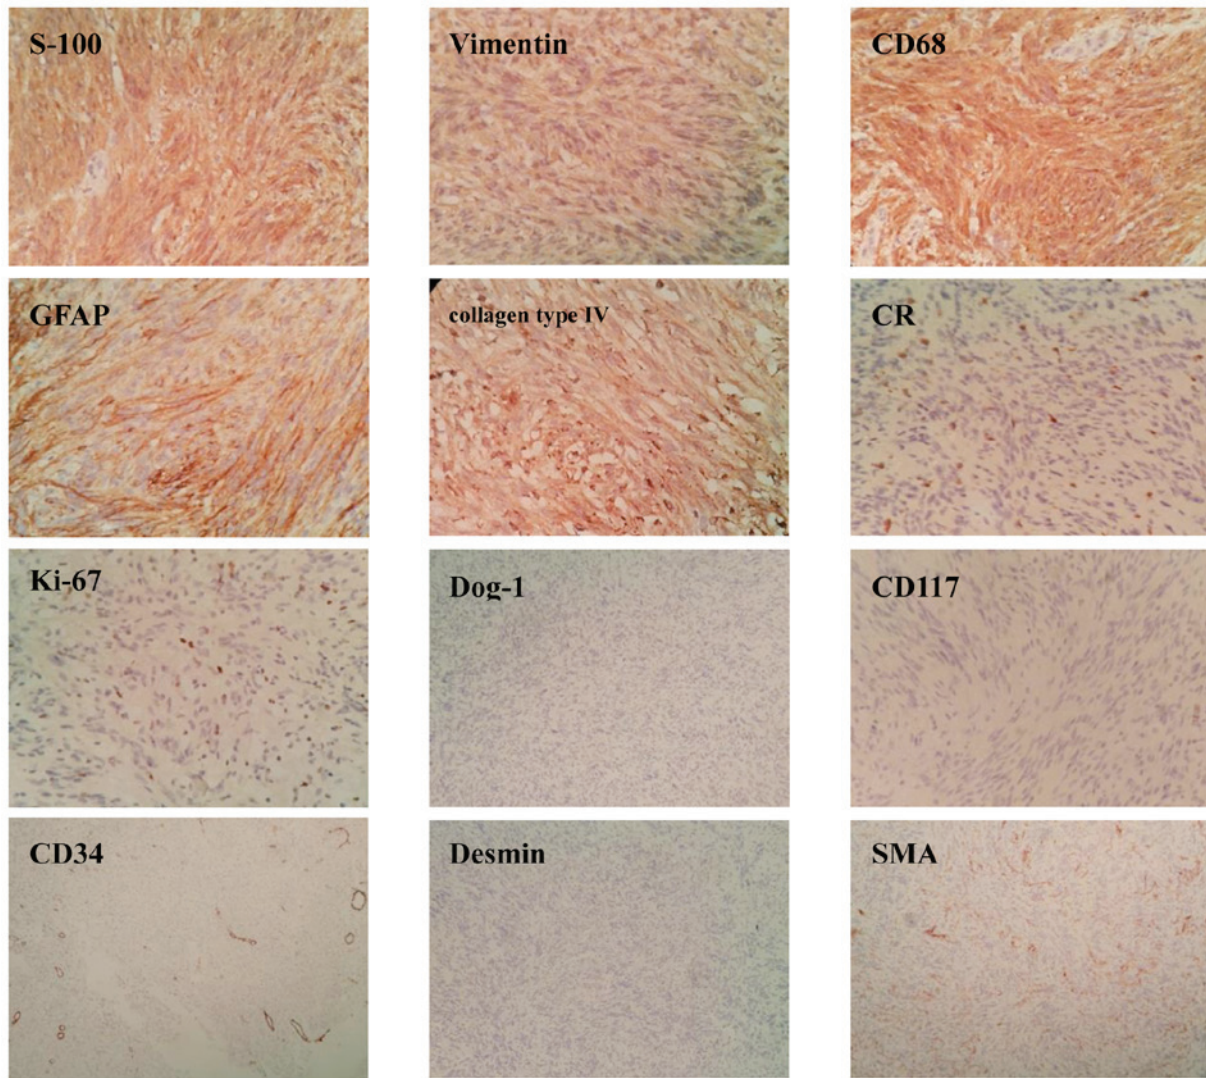 S-100
Vimentin
CD68
GFAP
collagen type IV
CR
Ki-67
Dog-1
CD117
CD34
Desmin
SMA